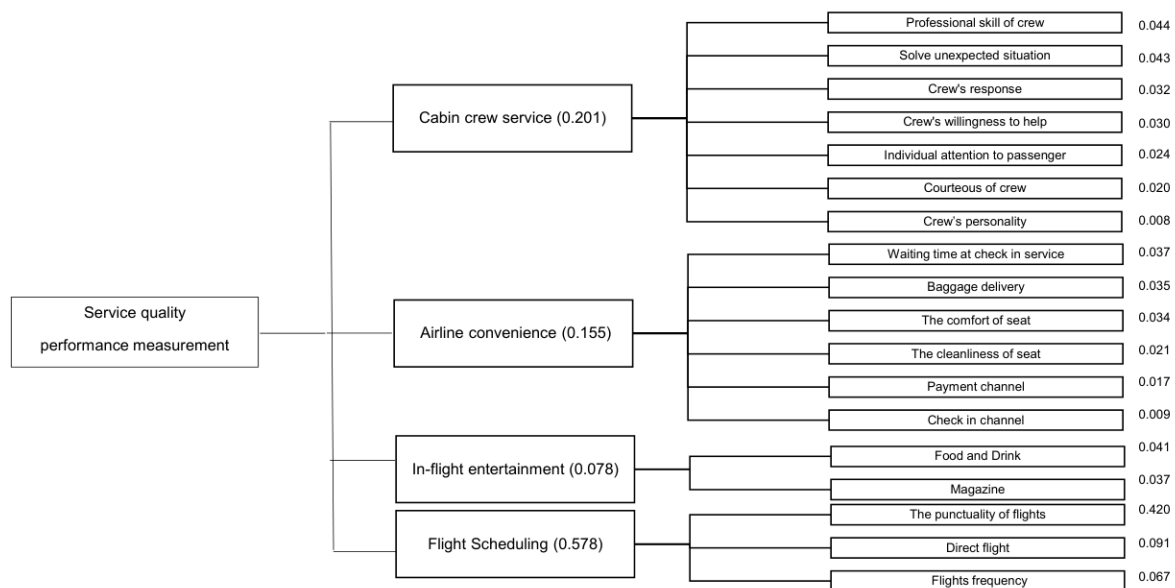 Service quality
performance measurement
Cabin crew service (0.201)
Professional skill of crew 0.044
Solve unexpected situation 0.043
Crew's response 0.032
Crew's willingness to help 0.030
Individual attention to passenger 0.024
Courteous of crew 0.020
Crew's personality 0.008
Airline convenience (0.155)
Waiting time at check in service 0.037
Baggage delivery 0.035
The comfort of seat 0.034
The cleanliness of seat 0.021
Payment channel 0.017
Check in channel 0.009
In-flight entertainment (0.078)
Food and Drink 0.041
Magazine 0.037
Flight Scheduling (0.578)
The punctuality of flights 0.420
Direct flight 0.091
Flights frequency 0.067